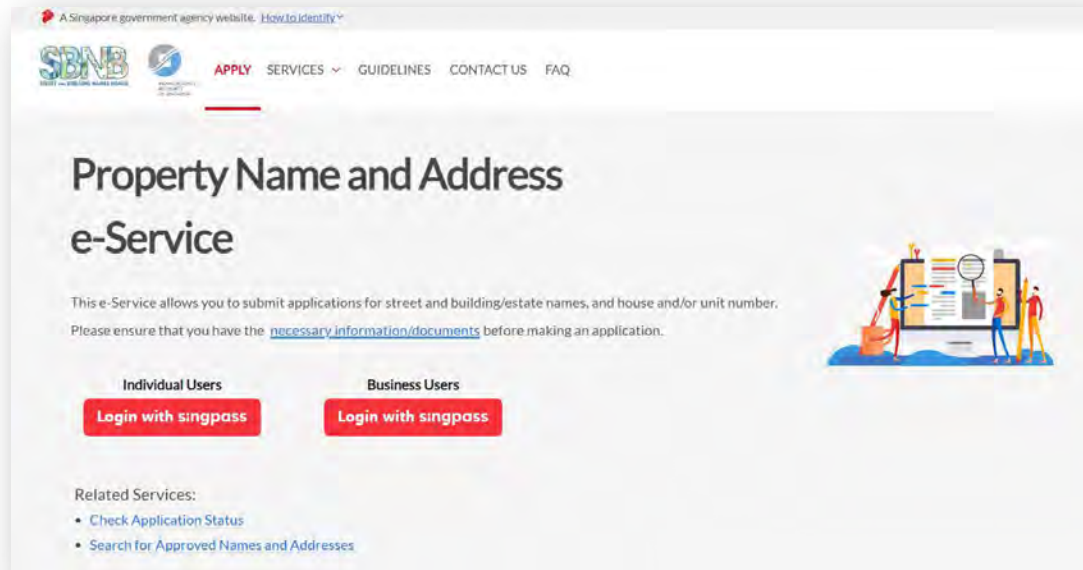 A Singapore government agency website. How to identify
SBNB
APPLY SERVICES GUIDELINES CONTACT US FAQ
Property Name and Address
e-Service
This e-Service allows you to submit applications for street and building/estate names, and house and/or unit number.
Please ensure that you have the necessary information/documents before making an application.
Individual Users Business Users
Login with singpass Login with singpass
Related Services:
• Check Application Status
• Search for Approved Names and Addresses